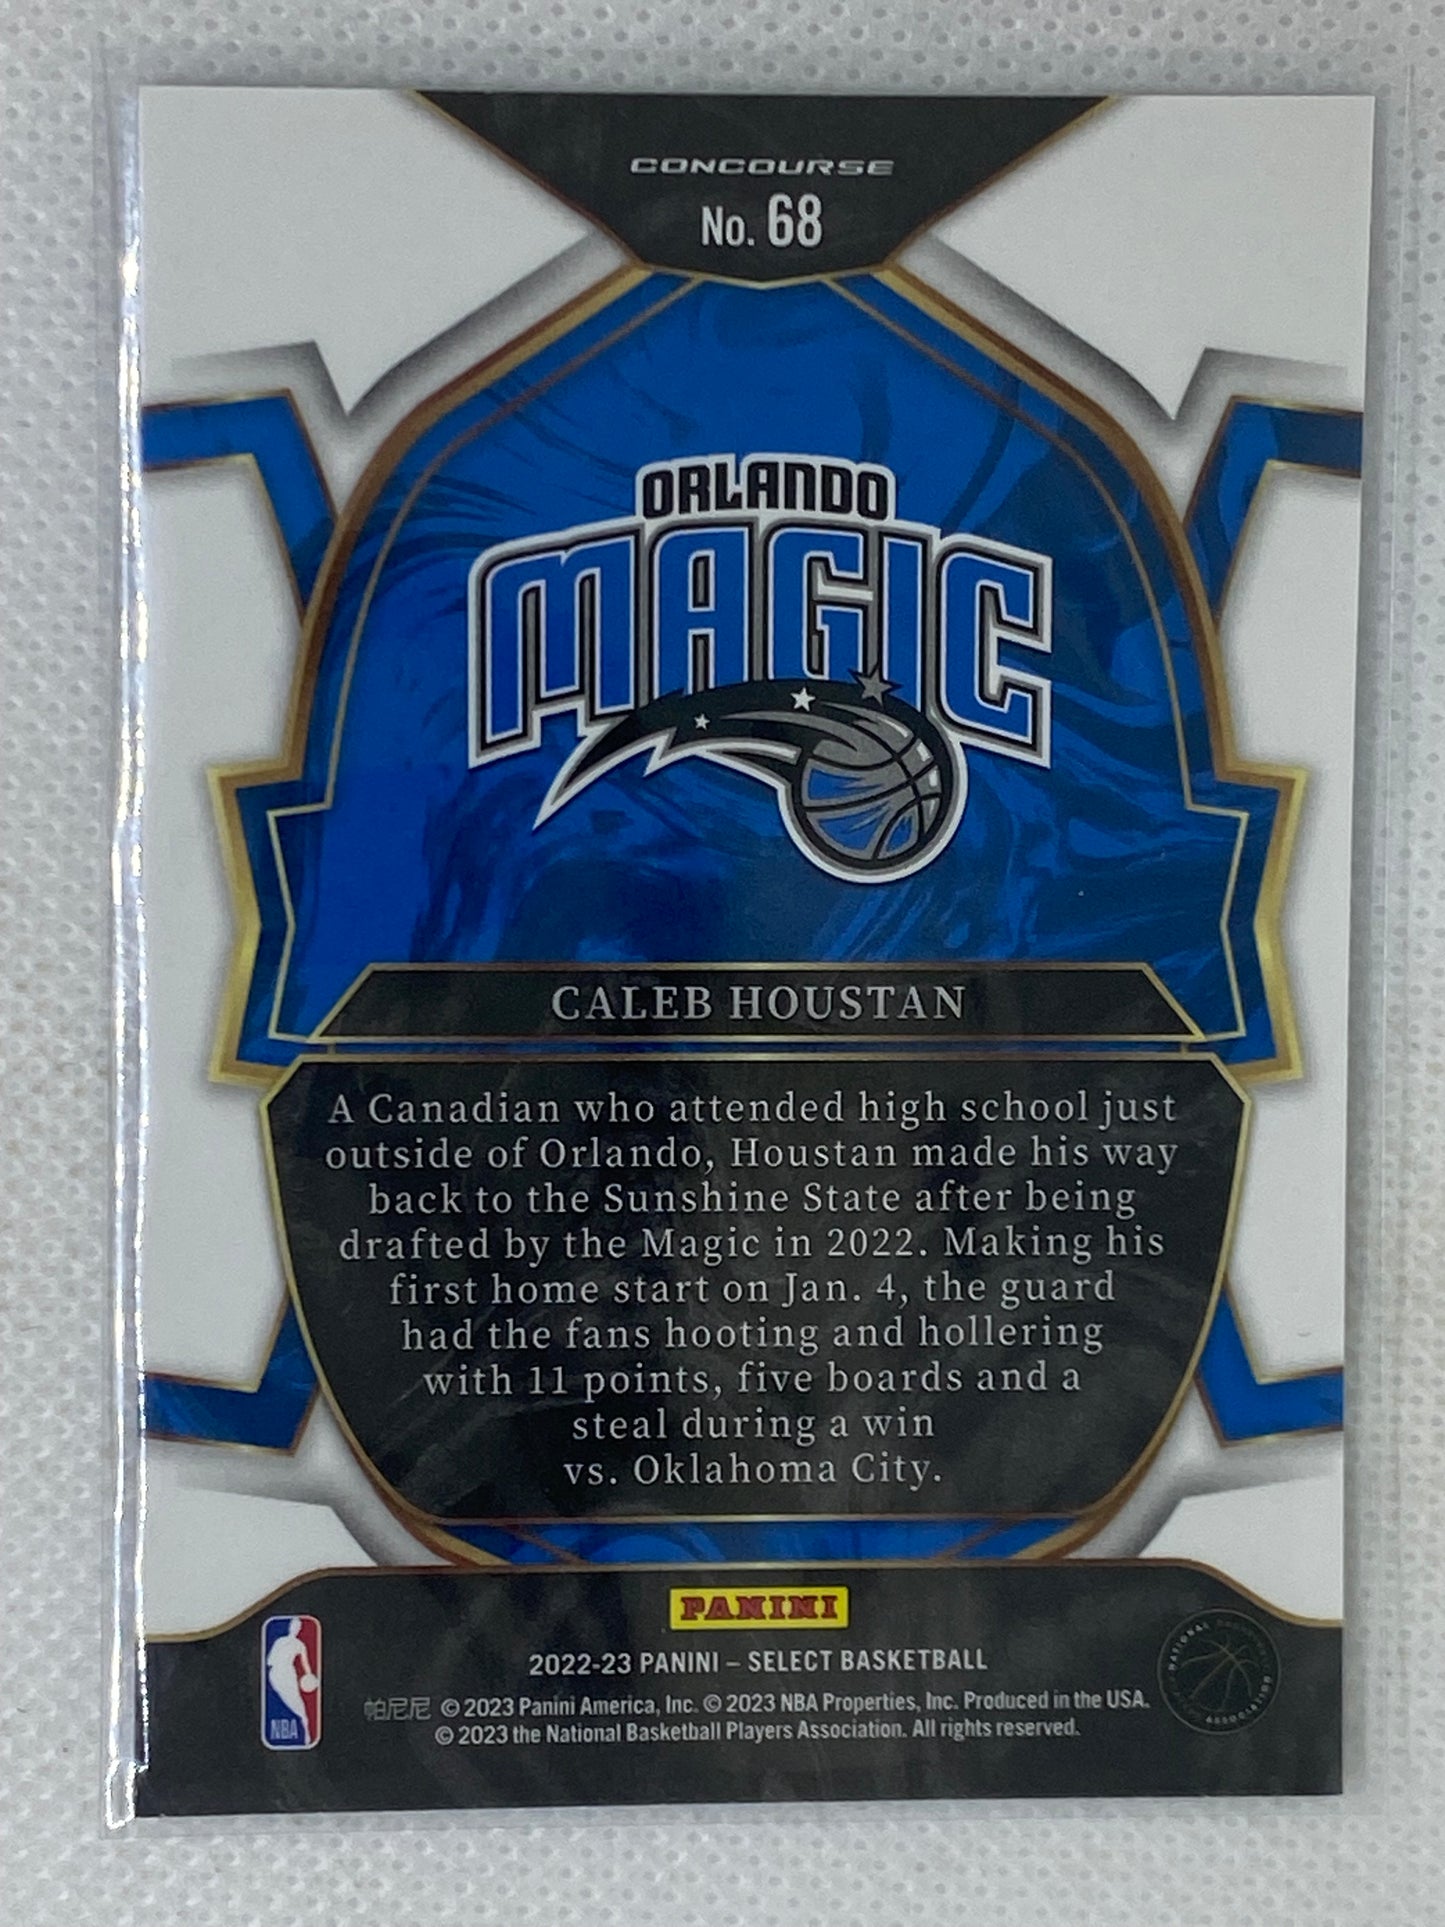 CONCOURSE
No. 68
ORLANDO
MAGIC
CALEB HOUSTAN
A Canadian who attended high school just
outside of Orlando, Houstan made his way
back to the Sunshine State after being
drafted by the Magic in 2022. Making his
first home start on Jan. 4, the guard
had the fans hooting and hollering
with 11 points, five boards and a
steal during a win
vs. Oklahoma City.
PANINI
2022-23 PANINI – SELECT BASKETBALL
帕尼尼 © 2023 Panini America, Inc. © 2023 NBA Properties, Inc. Produced in the USA.
© 2023 the National Basketball Players Association. All rights reserved.
NBA